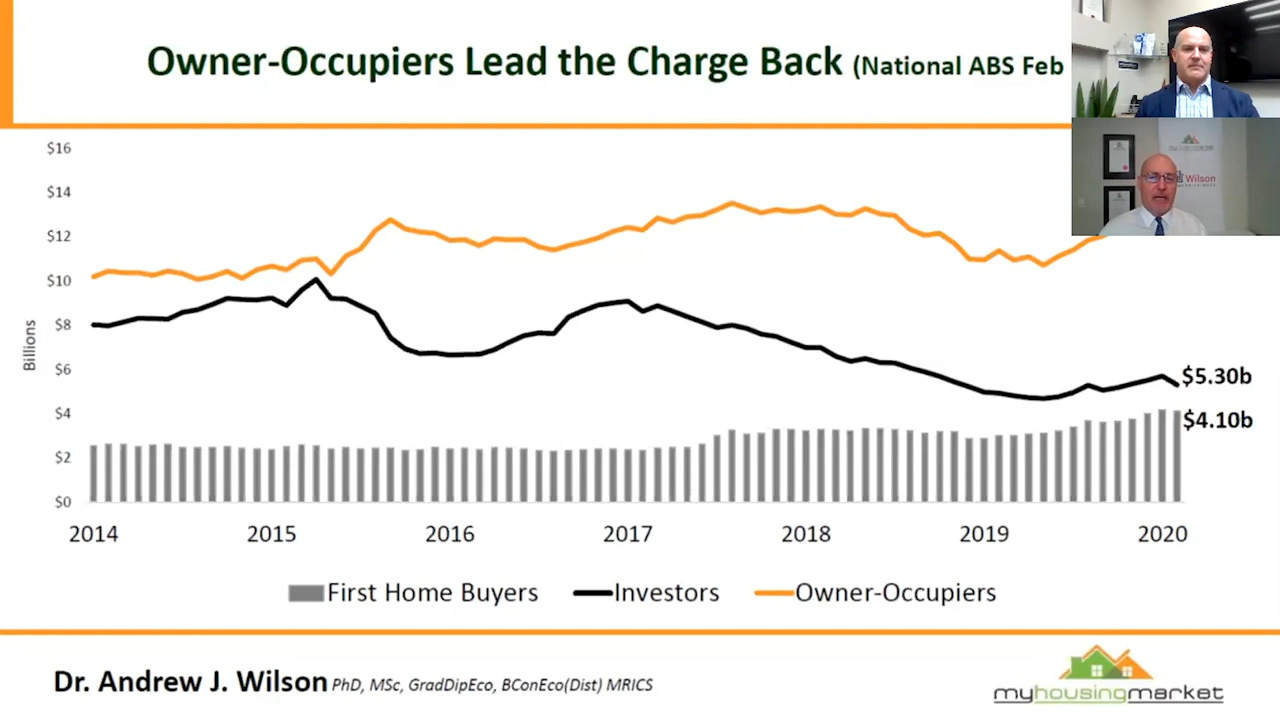 Owner-Occupiers Lead the Charge Back (National ABS Feb
Wilson
$16
$14
$12
$10
$8
$6
$4
$2
$0
Billions
$5.30b
$4.10b
2014 2015 2016 2017 2018 2019 2020
First Home Buyers Investors Owner-Occupiers
Dr. Andrew J. Wilson PhD, MSc, GradDipEco, BConEco(Dist) MRICS
myhousingmarket